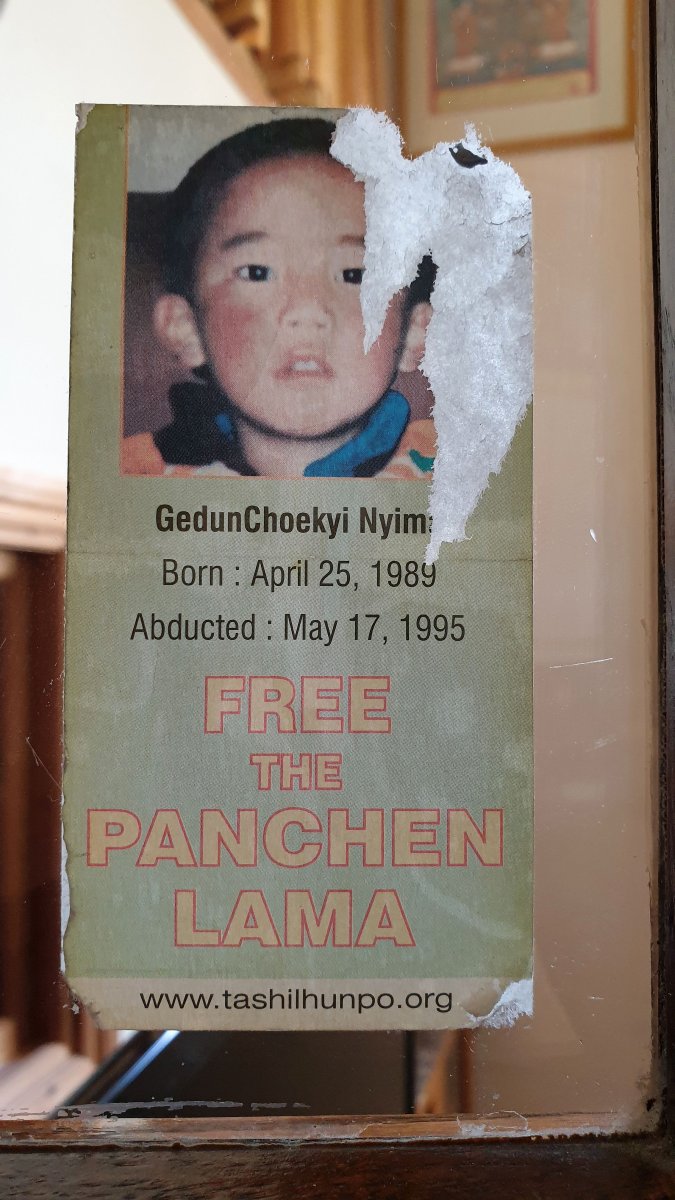 GedunChoekyi Nyima
Born : April 25, 1989
Abducted : May 17, 1995
FREE
THE
PANCHEN
LAMA
www.tashilhunpo.org